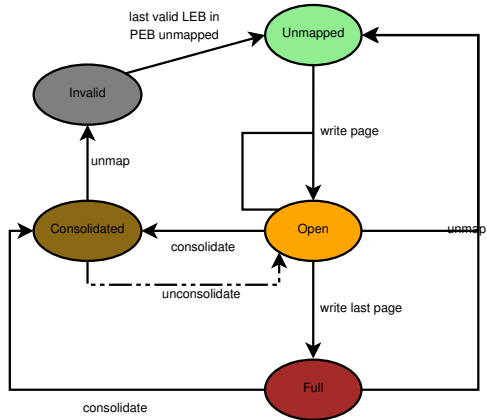 last valid LEB in
PEB unmapped
Unmapped
Invalid
write page
unmap
Consolidated
Open
unmap
consolidate
unconsolidate
write last page
Full
consolidate